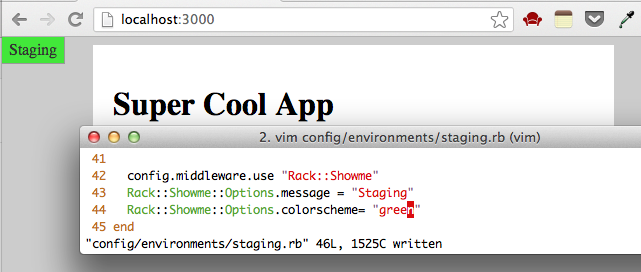 localhost:3000
Staging
Super Cool App
2. vim config/environments/staging.rb (vim)
41
42 config.middleware.use "Rack::Showme"
43 Rack::Showme::Options.message = "Staging"
44 Rack::Showme::Options.colorscheme= "green"
45 end
"config/environments/staging.rb" 46L, 1525C written